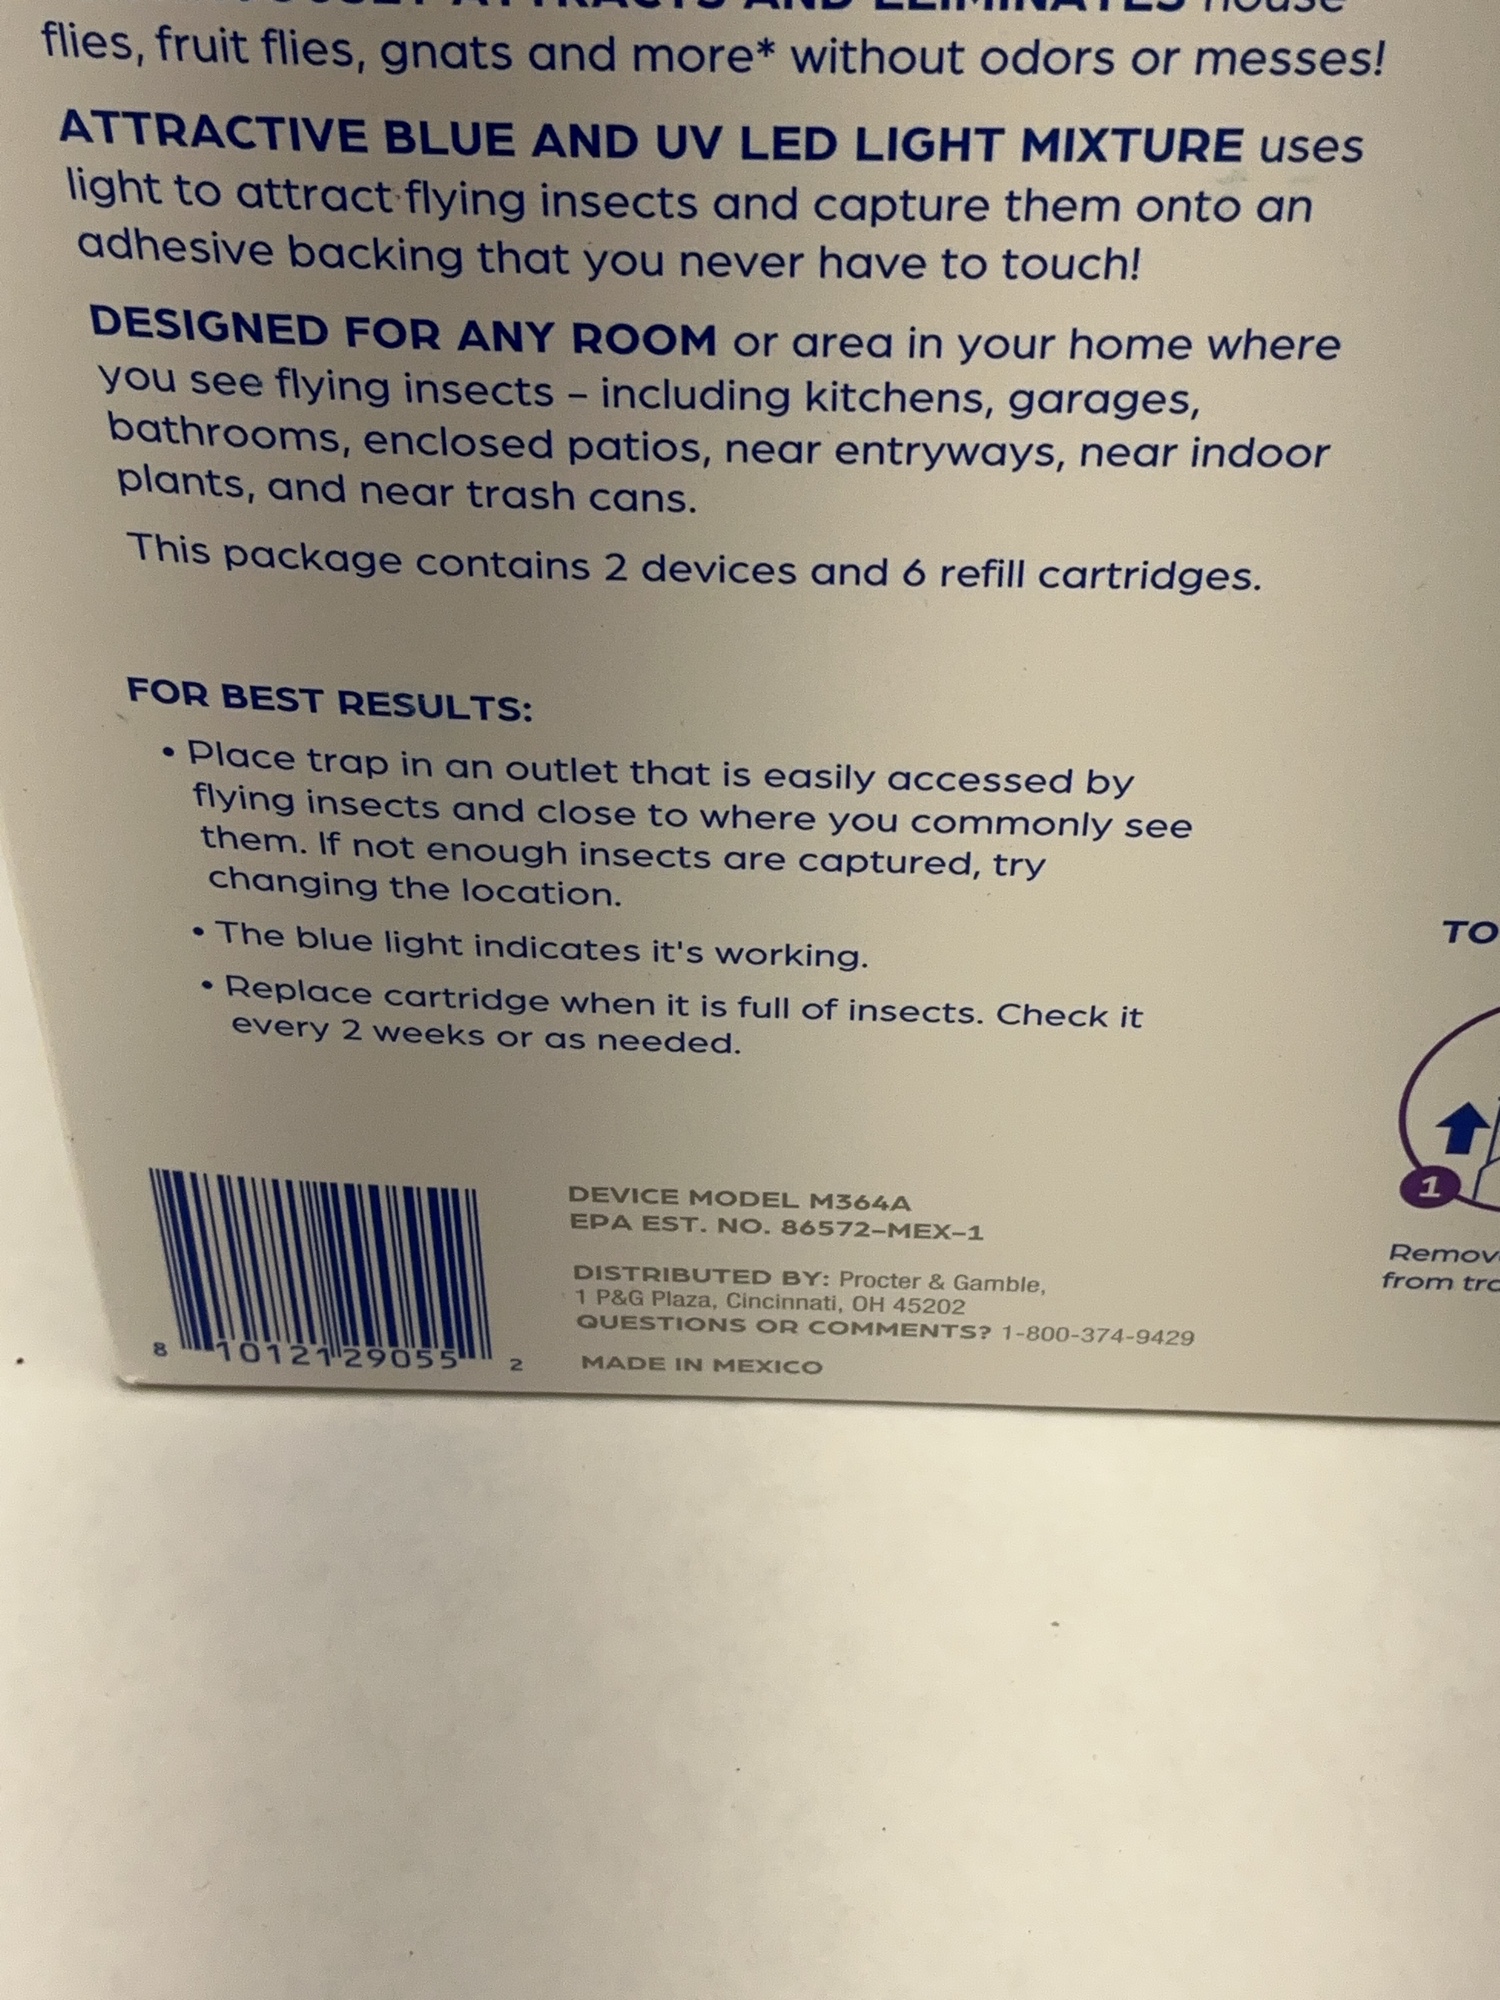 ATTRACTS AND ELIMINATES house
flies, fruit flies, gnats and more* without odors or messes!
ATTRACTIVE BLUE AND UV LED LIGHT MIXTURE uses
light to attract flying insects and capture them onto an
adhesive backing that you never have to touch!
DESIGNED FOR ANY ROOM or area in your home where
you see flying insects – including kitchens, garages,
bathrooms, enclosed patios, near entryways, near indoor
plants, and near trash cans.
This package contains 2 devices and 6 refill cartridges.
FOR BEST RESULTS:
• Place trap in an outlet that is easily accessed by
flying insects and close to where you commonly see
them. If not enough insects are captured, try
changing the location.
• The blue light indicates it's working.
• Replace cartridge when it is full of insects. Check it
every 2 weeks or as needed.
8 10121 29055 2
DEVICE MODEL M364A
EPA EST. NO. 86572-MEX-1
DISTRIBUTED BY: Procter & Gamble,
1 P&G Plaza, Cincinnati, OH 45202
QUESTIONS OR COMMENTS? 1-800-374-9429
MADE IN MEXICO
TO
1
from